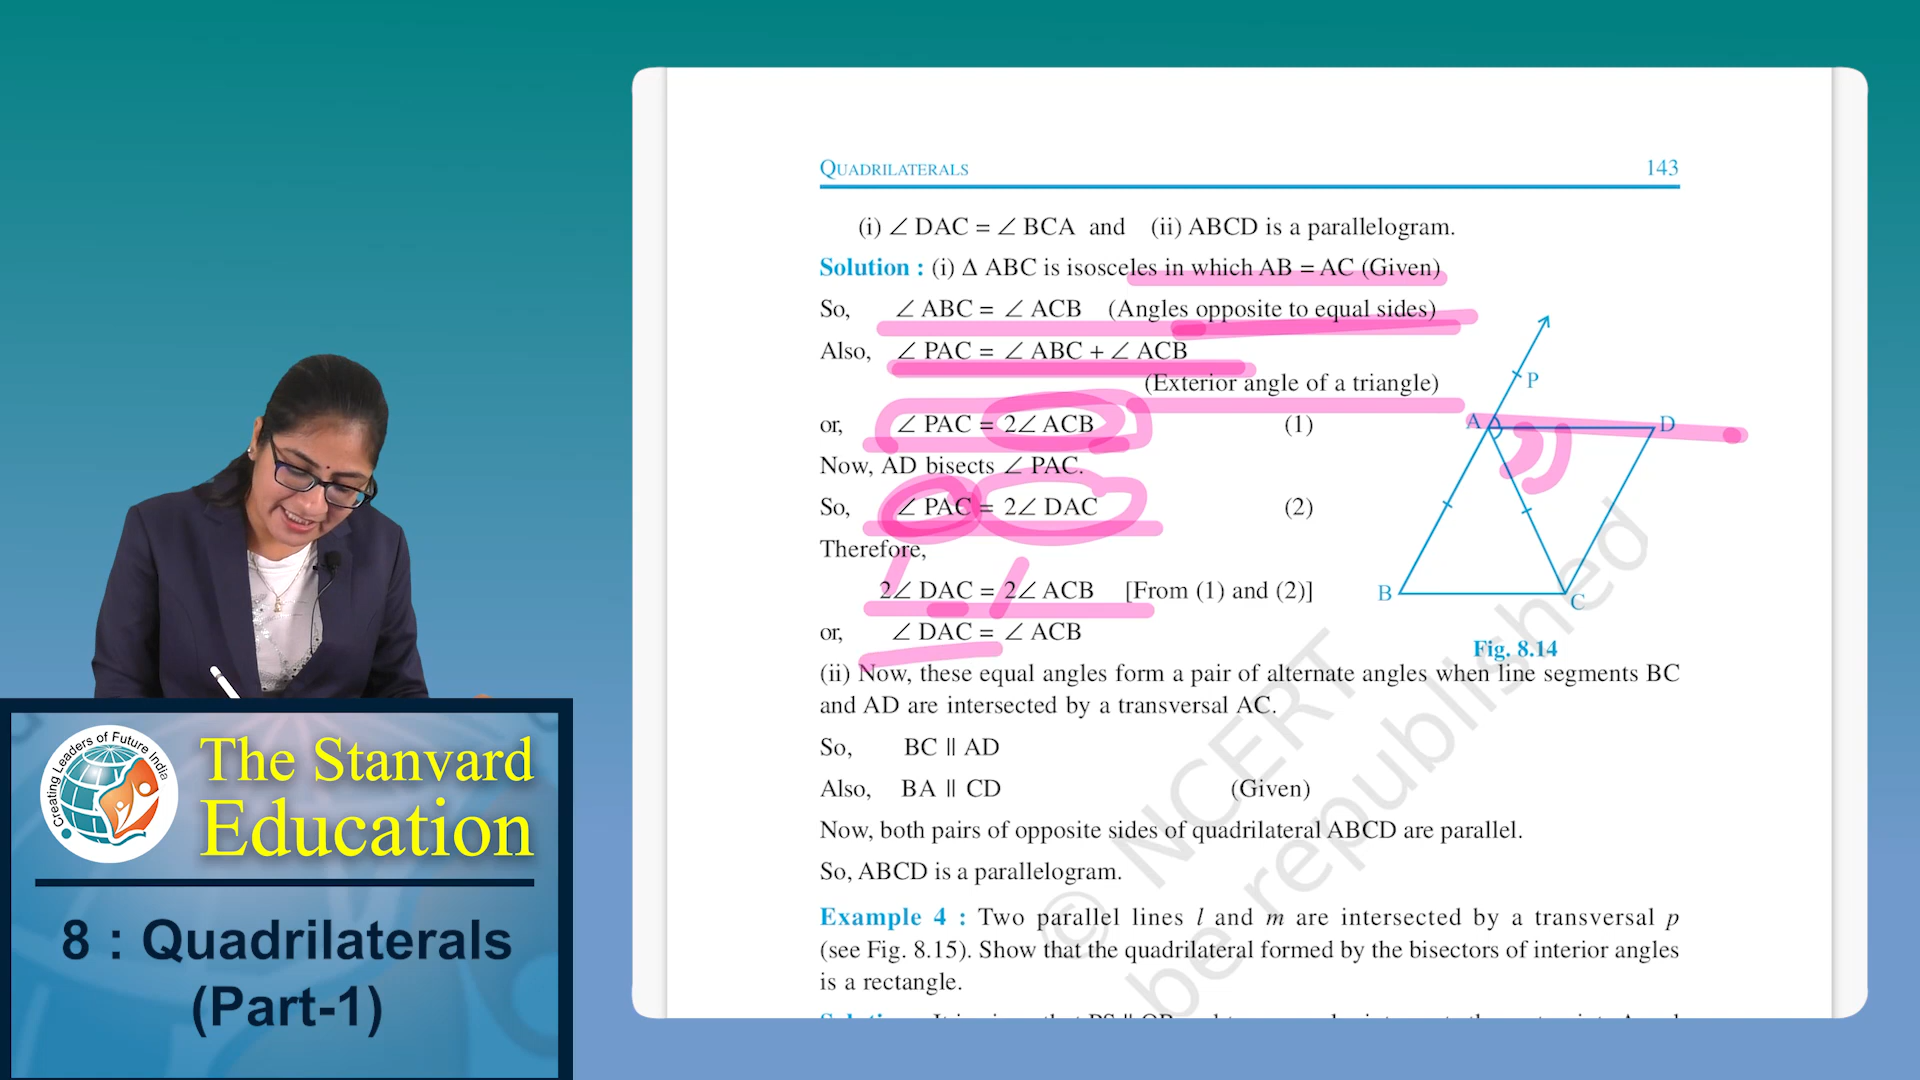 QUADRILATERALS 143
(i) ∠ DAC = ∠ BCA and (ii) ABCD is a parallelogram.
Solution : (i) Δ ABC is isosceles in which AB = AC (Given)
So, ∠ ABC = ∠ ACB (Angles opposite to equal sides)
Also, ∠ PAC = ∠ ABC + ∠ ACB
(Exterior angle of a triangle)
or, ∠ PAC = 2∠ ACB (1)
Now, AD bisects ∠ PAC.
So, ∠ PAC = 2∠ DAC (2)
Therefore,
2∠ DAC = 2∠ ACB [From (1) and (2)]
or, ∠ DAC = ∠ ACB
P
A
D
B
C
Fig. 8.14
(ii) Now, these equal angles form a pair of alternate angles when line segments BC
and AD are intersected by a transversal AC.
So, BC || AD
Also, BA || CD (Given)
Now, both pairs of opposite sides of quadrilateral ABCD are parallel.
So, ABCD is a parallelogram.
Example 4 : Two parallel lines l and m are intersected by a transversal p
(see Fig. 8.15). Show that the quadrilateral formed by the bisectors of interior angles
is a rectangle.
© NCERT
be republished
Creating Leaders of Future India
The Stanvard
Education
8 : Quadrilaterals
(Part-1)